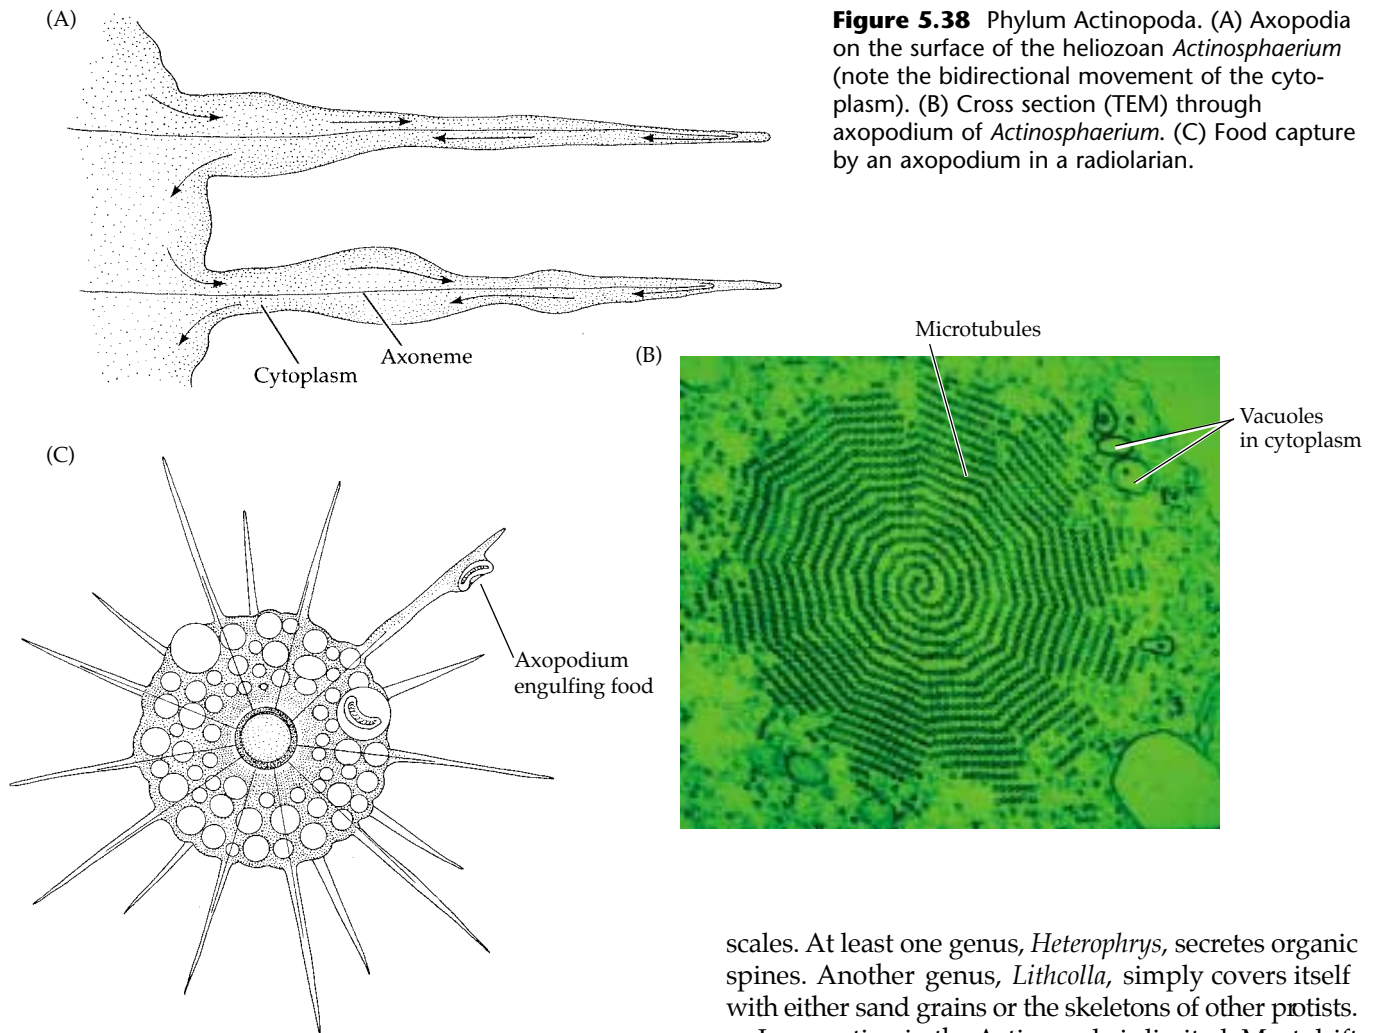 (A)
Figure 5.38 Phylum Actinopoda. (A) Axopodia
on the surface of the heliozoan Actinosphaerium
(note the bidirectional movement of the cyto-
plasm). (B) Cross section (TEM) through
axopodium of Actinosphaerium. (C) Food capture
by an axopodium in a radiolarian.
Axoneme
Cytoplasm
(B)
Microtubules
Vacuoles
in cytoplasm
(C)
Axopodium
engulfing food
scales. At least one genus, Heterophrys, secretes organic
spines. Another genus, Lithcolla, simply covers itself
with either sand grains or the skeletons of other protists.